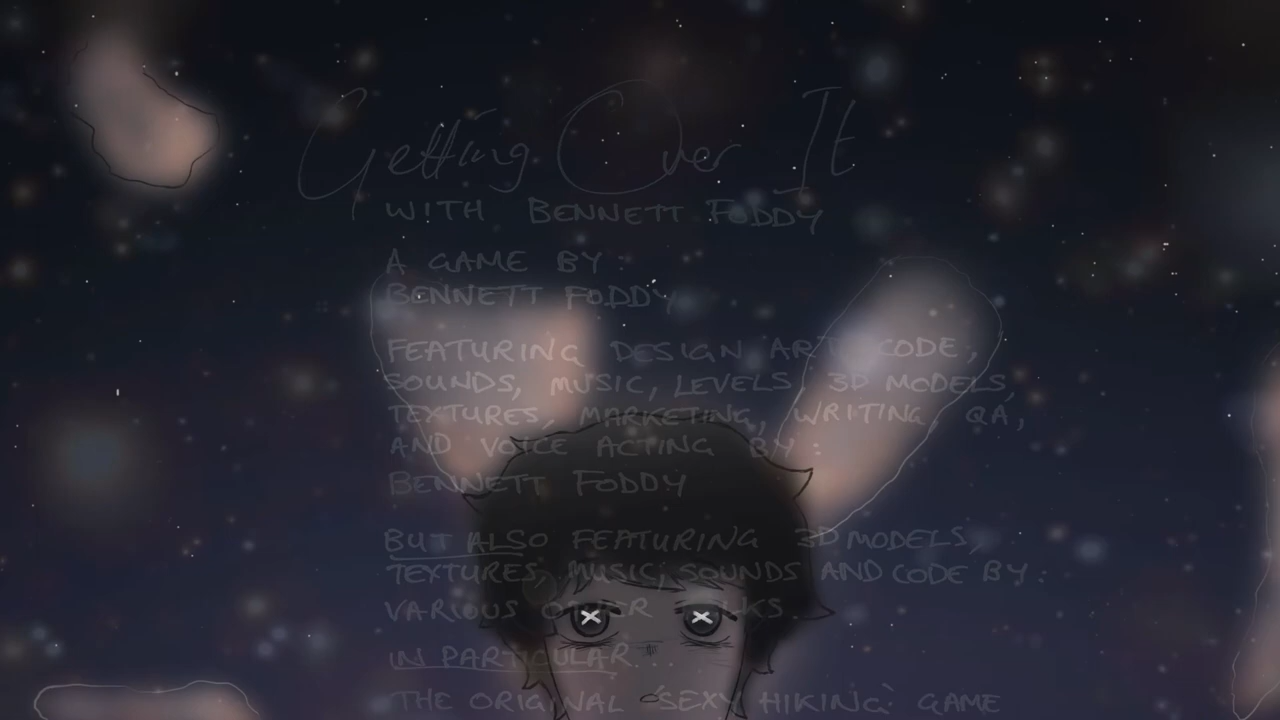 Getting Over It
WITH BENNETT FODDY
A GAME BY:
BENNETT FODDY
FEATURING DESIGN, ART, CODE,
SOUNDS, MUSIC, LEVELS, 3D MODELS,
TEXTURES, MARKETING, WRITING, QA,
AND VOICE ACTING BY:
BENNETT FODDY
BUT ALSO FEATURING 3D MODELS,
TEXTURES, MUSIC, SOUNDS AND CODE BY:
VARIOUS
IN PARTICULAR...
THE ORIGINAL 'SEXY HIKING' GAME